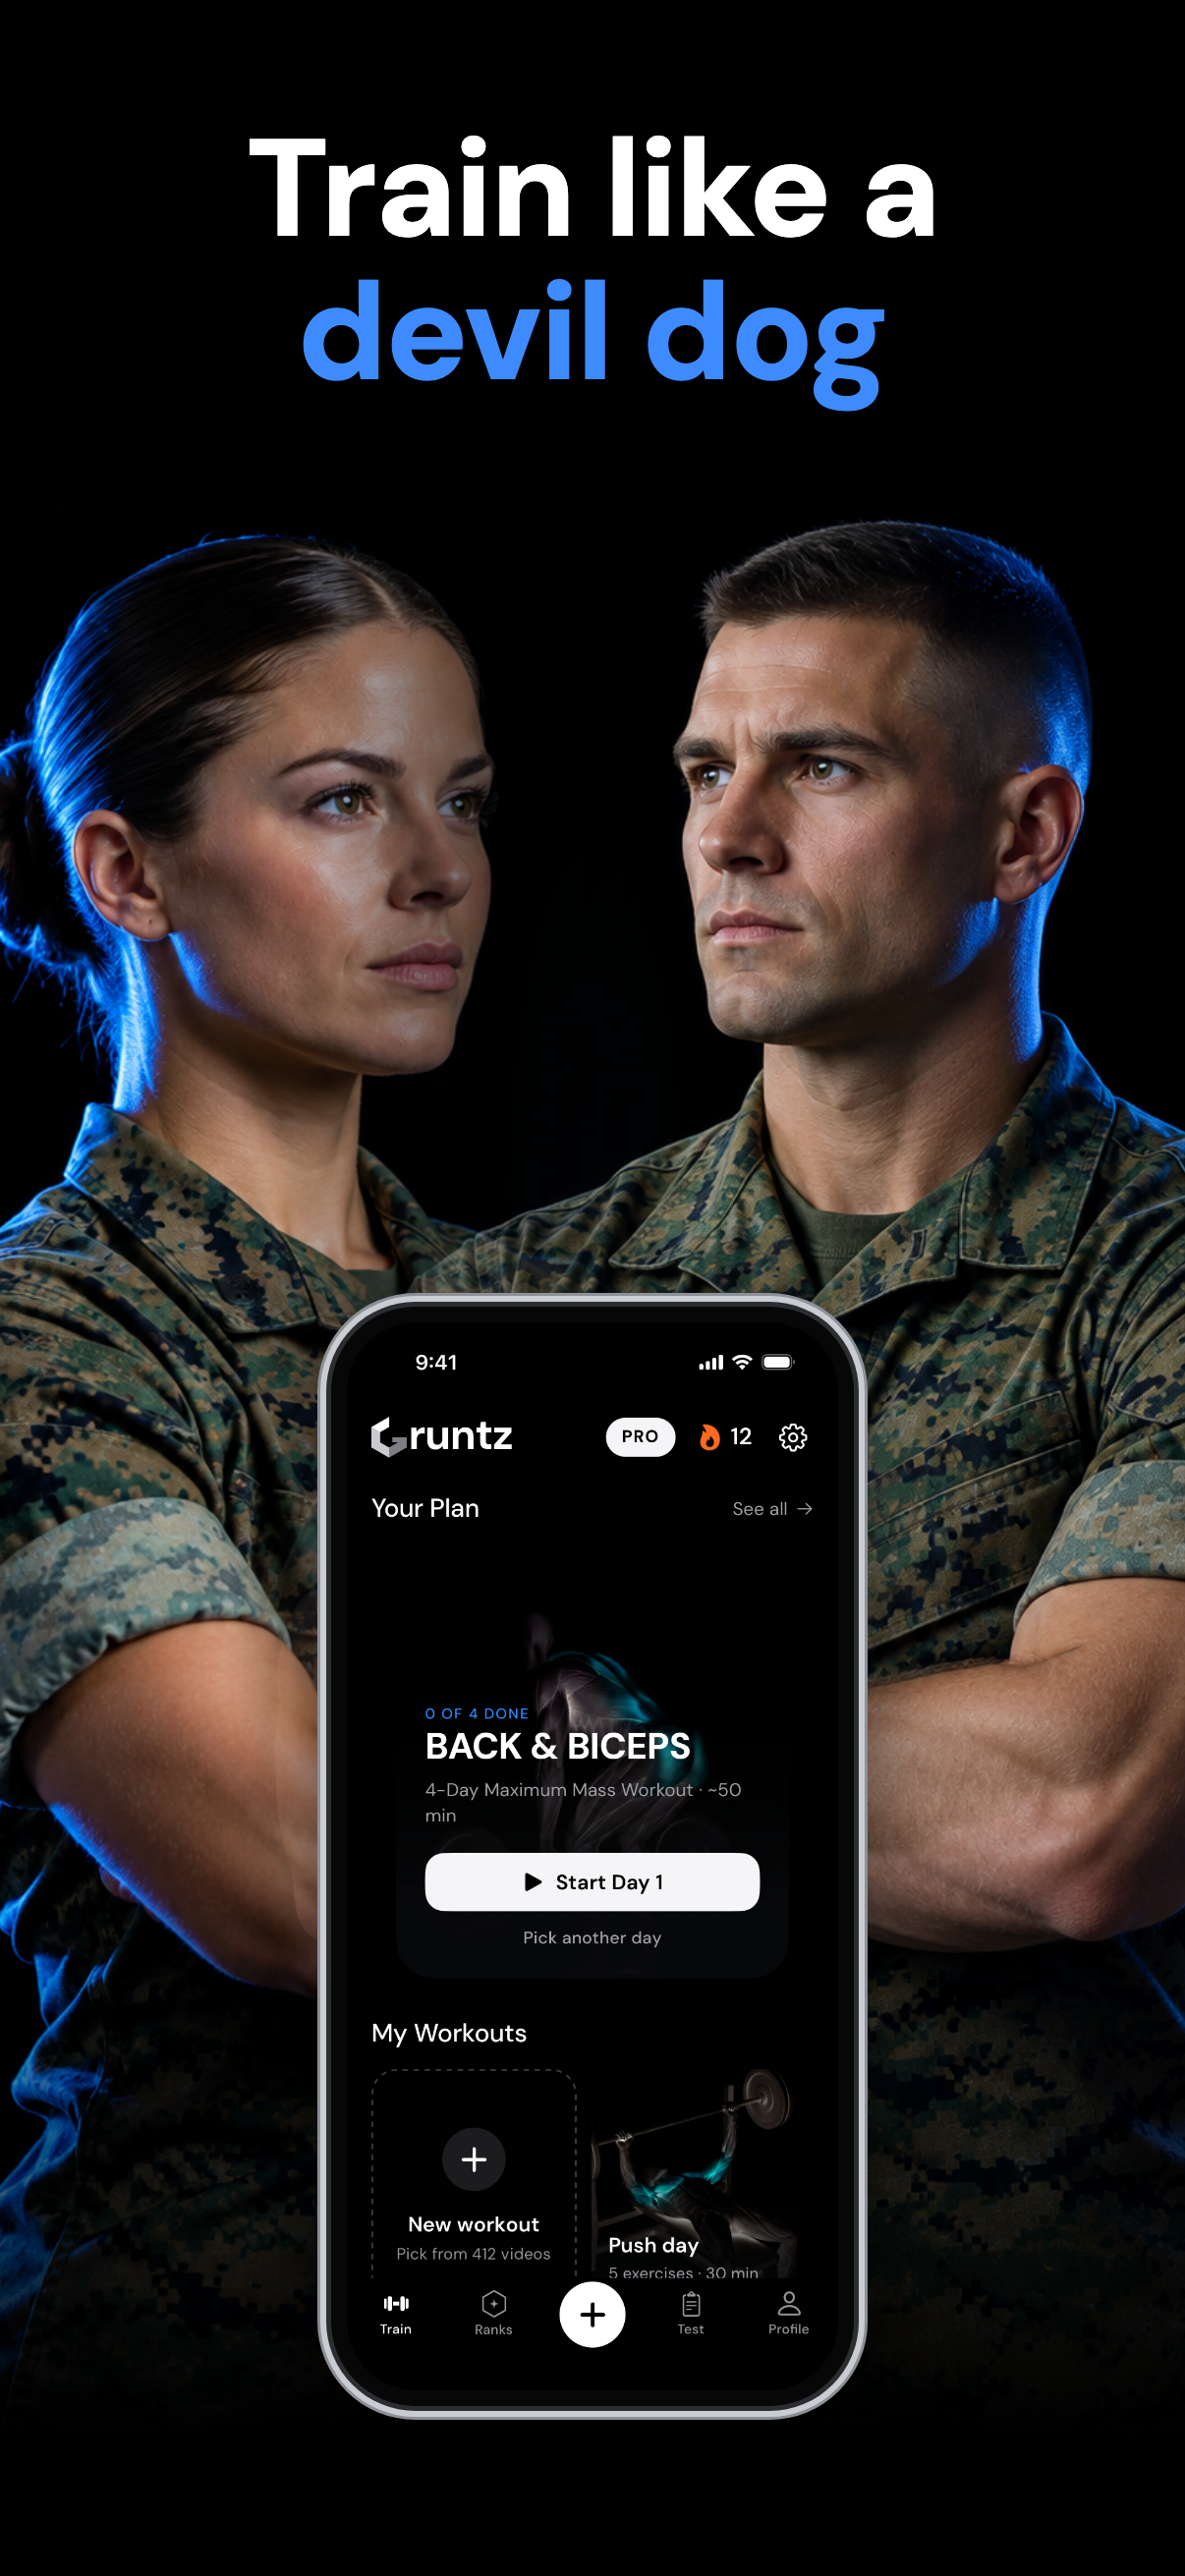 Train like a
devil dog
9:41
Gruntz
PRO
12
Your Plan
See all →
0 OF 4 DONE
BACK & BICEPS
4-Day Maximum Mass Workout · ~50
min
Start Day 1
Pick another day
My Workouts
New workout
Pick from 412 videos
Push day
5 exercises · 30 min
Train
Ranks
Test
Profile